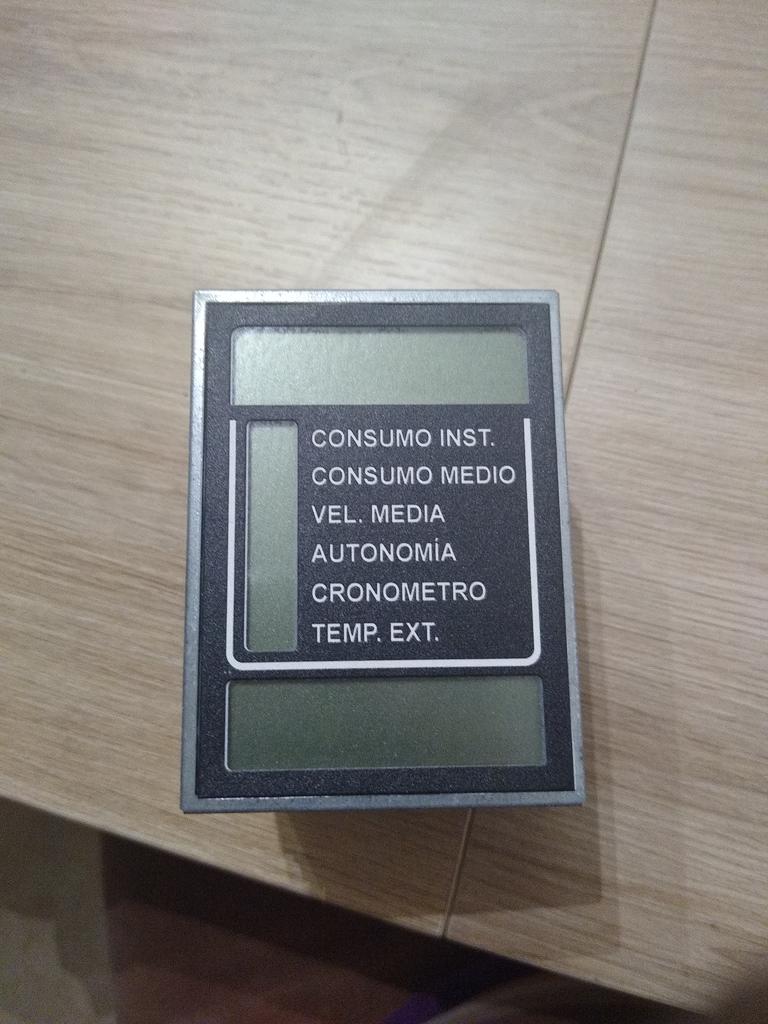 CONSUMO INST.
CONSUMO MEDIO
VEL. MEDIA
AUTONOMÍA
CRONOMETRO
TEMP. EXT.